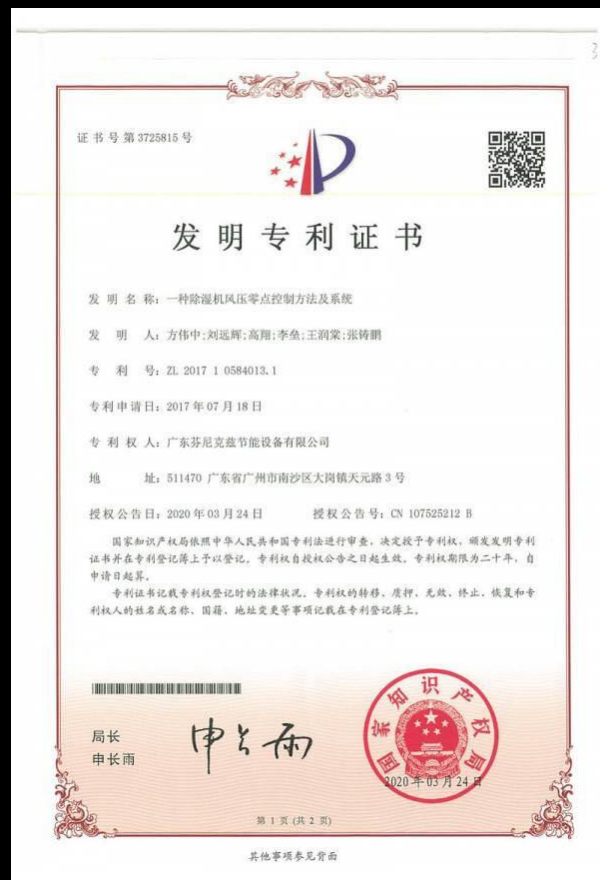 3
证书号第3725815号
发明专利证书
发明名称：一种除湿机风压零点控制方法及系统
发明人：方伟中;刘远辉;高翔;李垒;王润棠;张铸鹏
专利号：ZL 2017 1 0584013.1
专利申请日：2017年07月18日
专利权人：广东芬尼克兹节能设备有限公司
地址：511470 广东省广州市南沙区大岗镇天元路3号
授权公告日：2020年03月24日 授权公告号：CN 107525212 B
国家知识产权局依照中华人民共和国专利法进行审查，决定授予专利权，颁发发明专利
证书并在专利登记簿上予以登记。专利权自授权公告之日起生效。专利权期限为二十年，自
申请日起算。
专利证书记载专利权登记时的法律状况。专利权的转移、质押、无效、终止、恢复和专
利权人的姓名或名称、国籍、地址变更等事项记载在专利登记簿上。
局长
申长雨
申长雨
国家知识产权局
2020年03月24日
第 1 页 (共 2 页)
其他事项参见背面